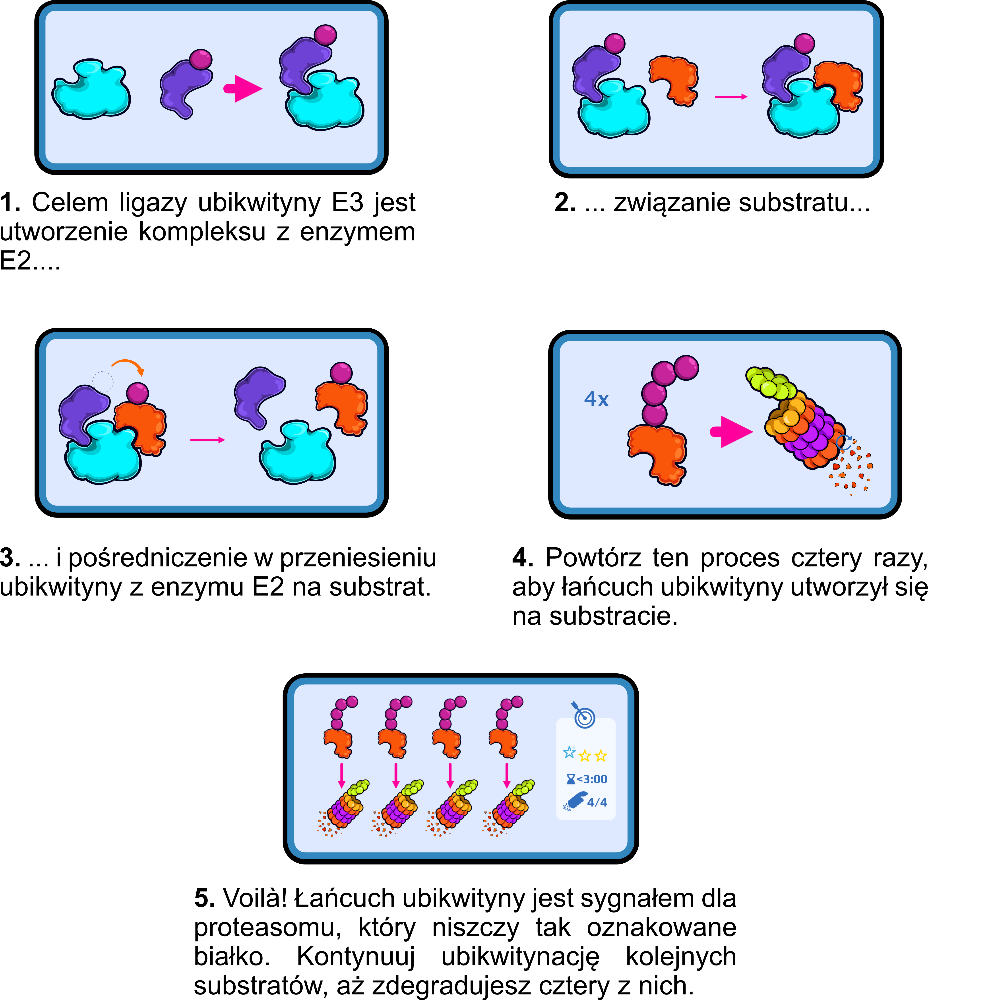 1. Celem ligazy ubikwityny E3 jest
utworzenie kompleksu z enzymem
E2....
2. ... związanie substratu...
3. ... i pośredniczenie w przeniesieniu
ubikwityny z enzymu E2 na substrat.
4x
4. Powtórz ten proces cztery razy,
aby łańcuch ubikwityny utworzył się
na substracie.
<3:00
4/4
5. Voilà! Łańcuch ubikwityny jest sygnałem dla
proteasomu, który niszczy tak oznakowane
białko. Kontynuuj ubikwitynację kolejnych
substratów, aż zdegradujesz cztery z nich.